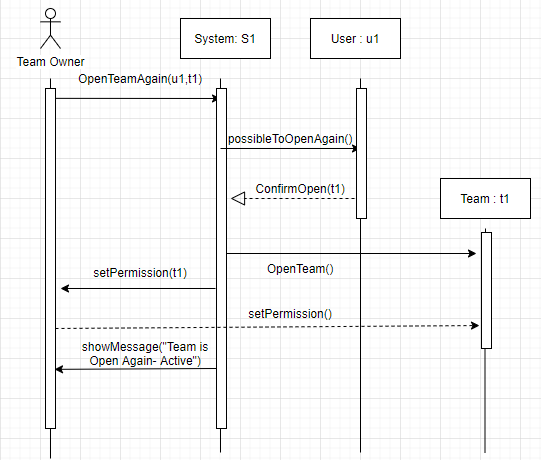 System: S1
User : u1
Team Owner
OpenTeamAgain(u1,t1)
possibleToOpenAgain()
ConfirmOpen(t1)
Team : t1
OpenTeam()
setPermission(t1)
setPermission()
showMessage("Team is
Open Again- Active")